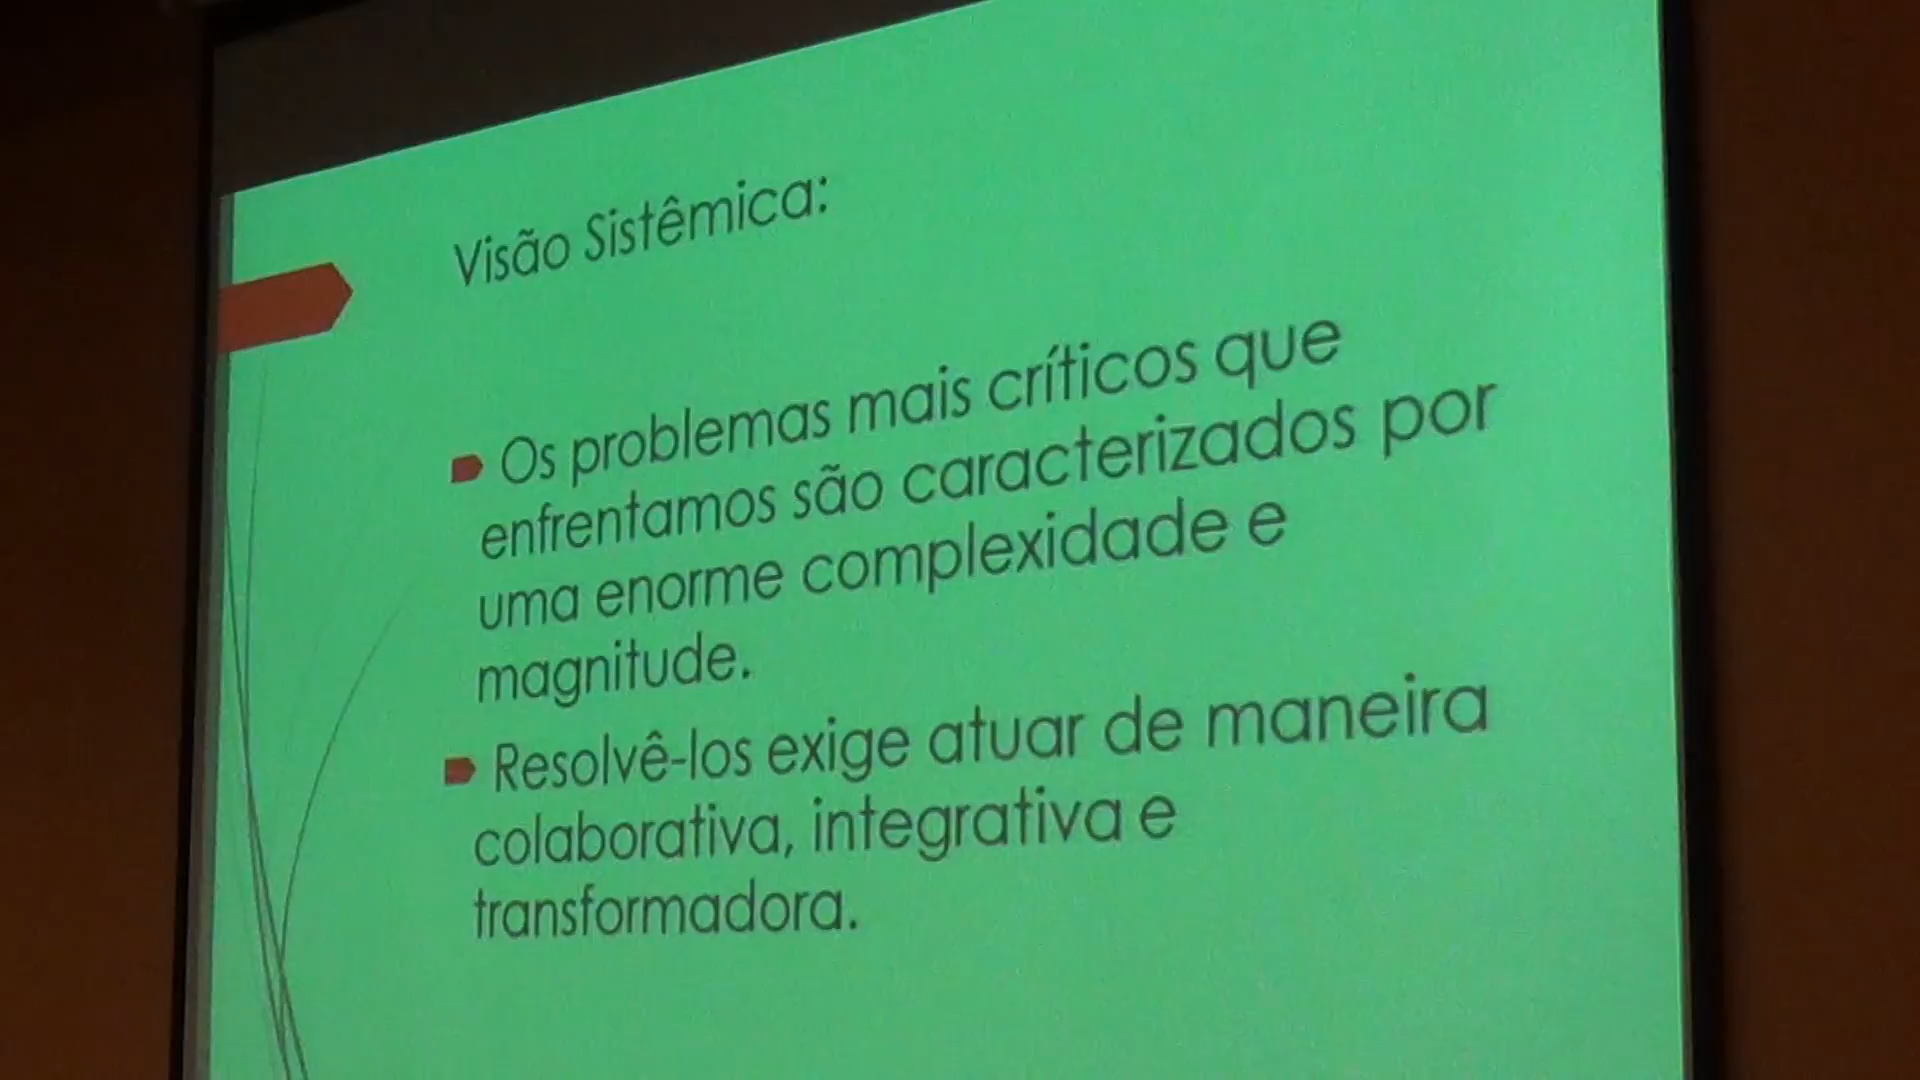 Visão Sistêmica:
Os problemas mais críticos que
enfrentamos são caracterizados por
uma enorme complexidade e
magnitude.
Resolvê-los exige atuar de maneira
colaborativa, integrativa e
transformadora.